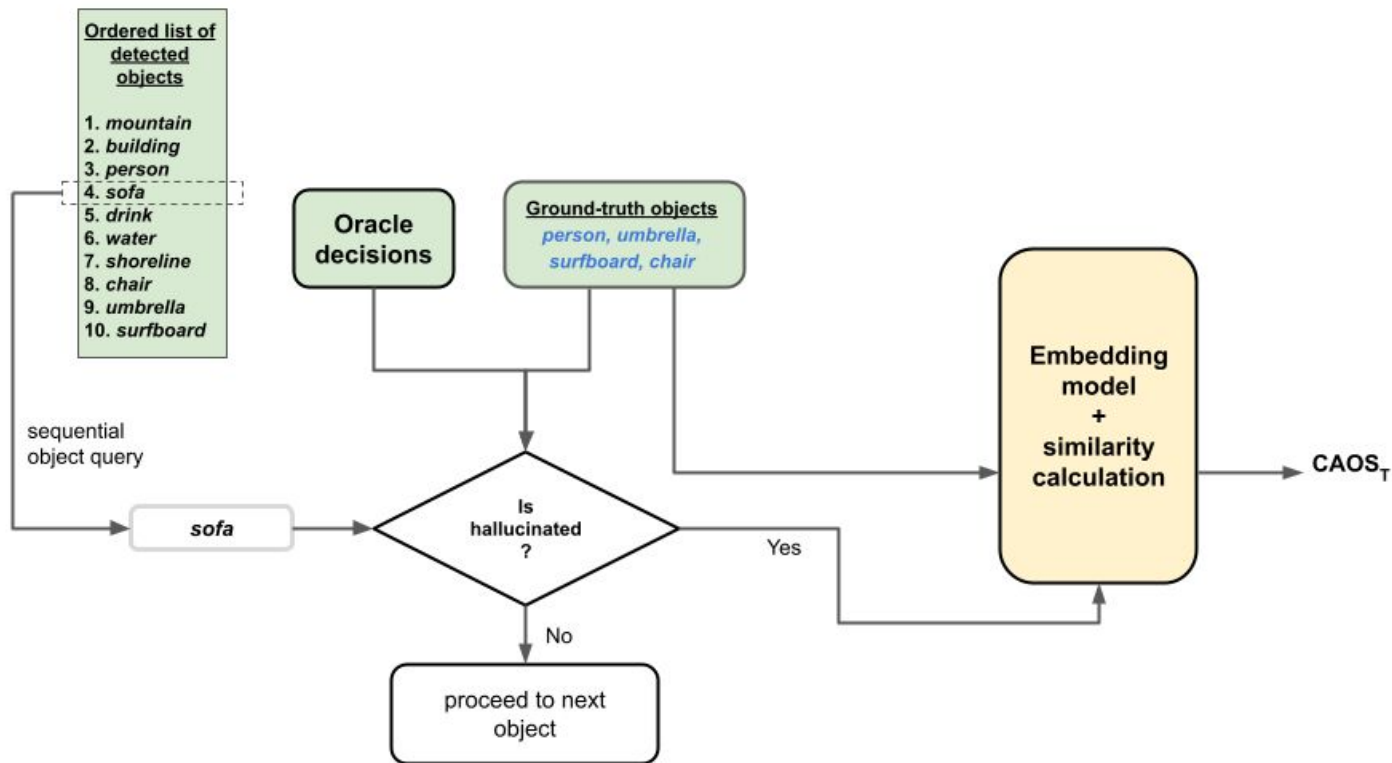 Ordered list of
detected
objects
1. mountain
2. building
3. person
4. sofa
5. drink
6. water
7. shoreline
8. chair
9. umbrella
10. surfboard
Oracle
decisions
Ground-truth objects
person, umbrella,
surfboard, chair
Embedding
model
+
similarity
calculation
CAOS_T
sequential
object query
sofa
Is
hallucinated
?
Yes
No
proceed to next
object